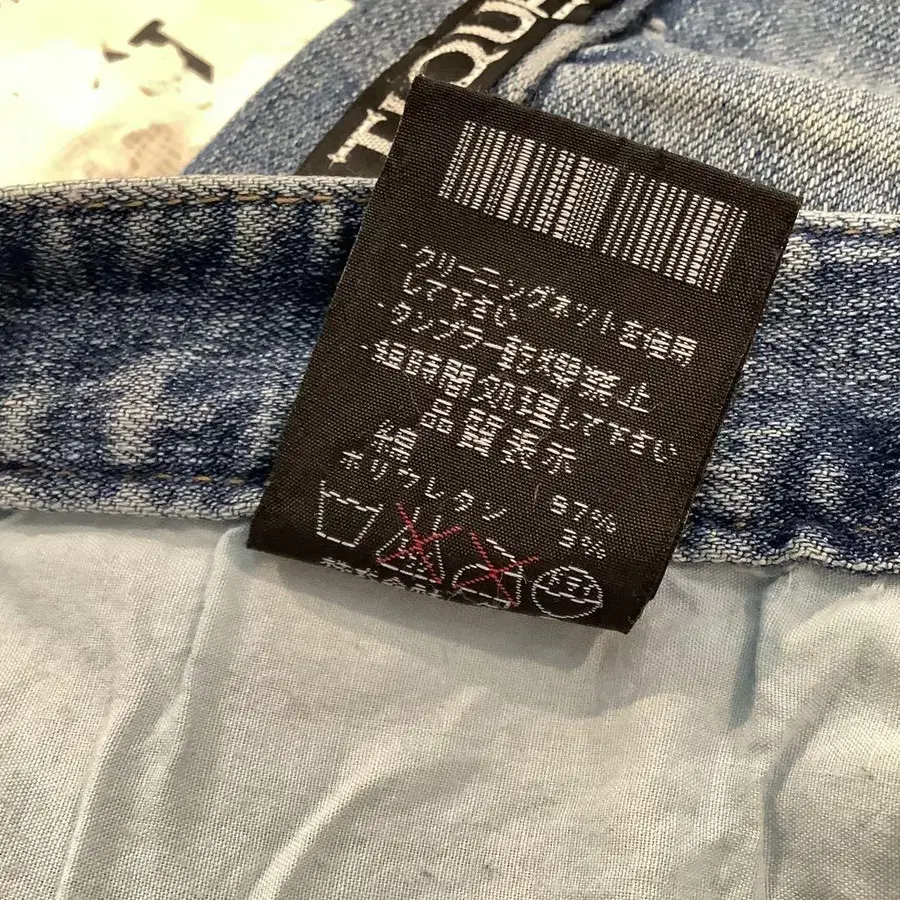 THQUE
・クリーニングネットを使用
して下さい
・タンブラー乾燥禁止
・短時間処理して下さい
品質表示
綿 97%
ポリウレタン 3%